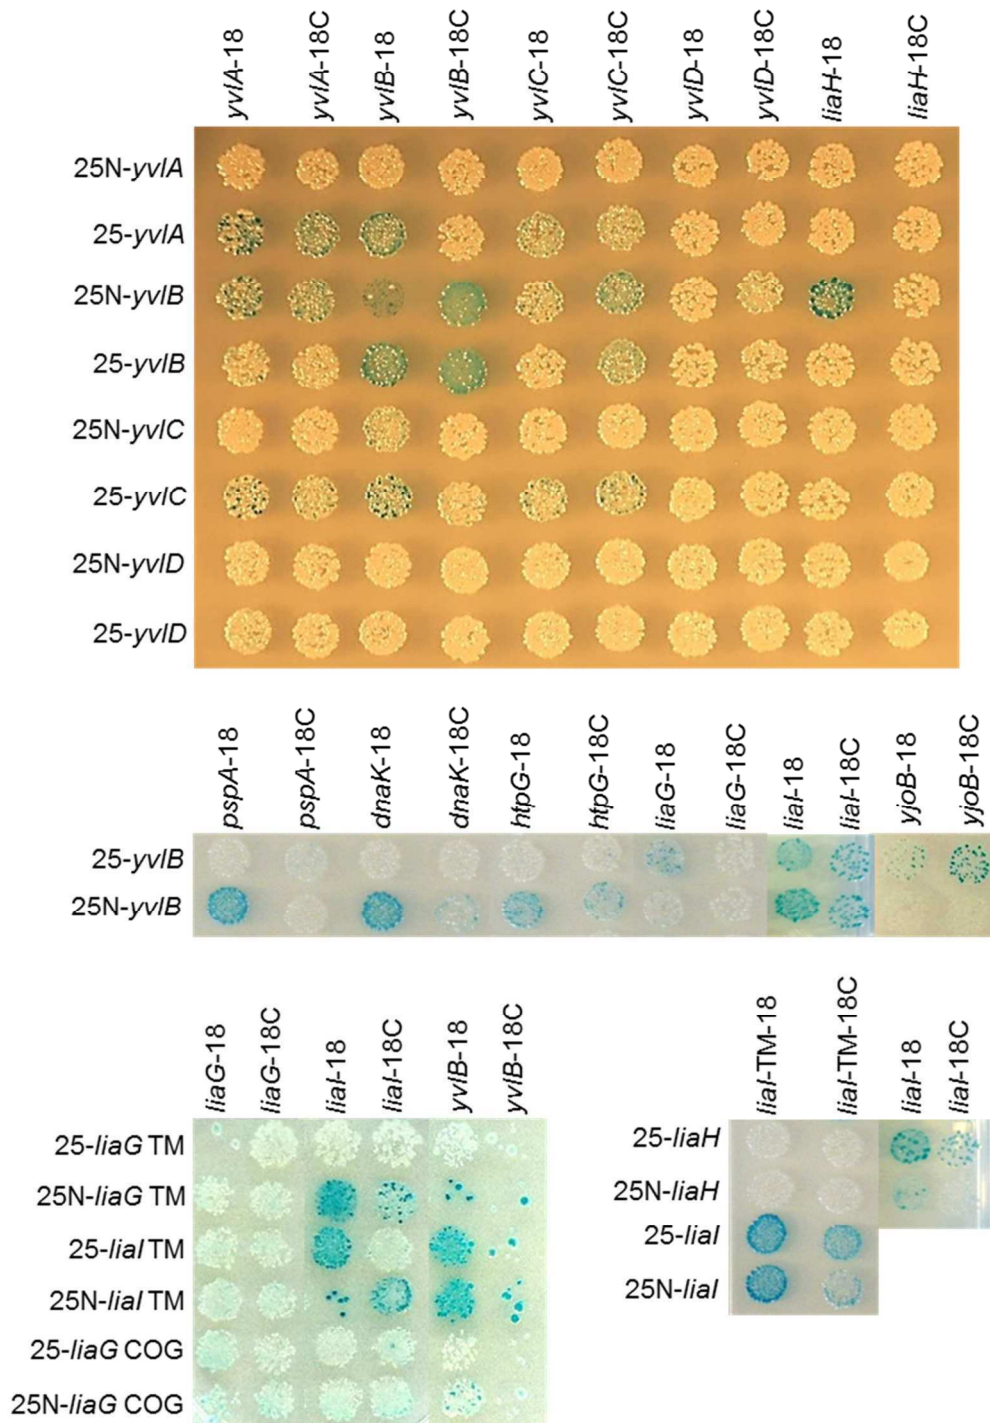 yvlA-18 yvlA-18C yvlB-18 yvlB-18C yvlC-18 yvlC-18C yvlD-18 yvlD-18C liaH-18 liaH-18C
25N-yvlA
25-yvlA
25N-yvlB
25-yvlB
25N-yvlC
25-yvlC
25N-yvlD
25-yvlD
pspA-18 pspA-18C dnaK-18 dnaK-18C htpG-18 htpG-18C liaG-18 liaG-18C liaI-18 liaI-18C yjoB-18 yjoB-18C
25-yvlB
25N-yvlB
liaG-18 liaG-18C liaI-18 liaI-18C yvlB-18 yvlB-18C
25-liaG TM
25N-liaG TM
25-liaI TM
25N-liaI TM
25-liaG COG
25N-liaG COG
liaI-TM-18 liaI-TM-18C liaI-18 liaI-18C
25-liaH
25N-liaH
25-liaI
25N-liaI